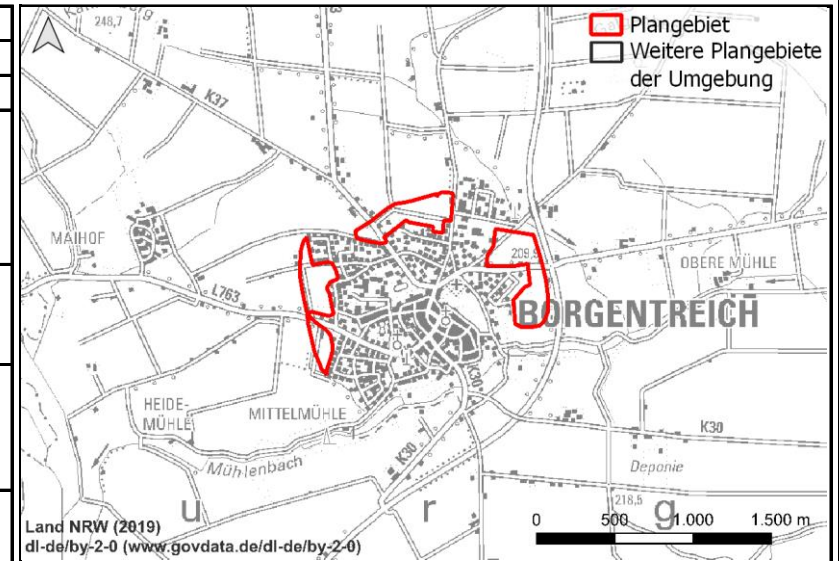 248,7
K37
Plangebiet
Weitere Plangebiete
der Umgebung
MAIHOF
209,9
OBERE MÜHLE
L763
BORGENTREICH
HEIDE-
MÜHLE
MITTELMÜHLE
K30
K30
K30
Mühlenbach
Deponie
218,5
u r g
Land NRW (2019)
dl-de/by-2-0 (www.govdata.de/dl-de/by-2-0)
0 500 1.000 1.500 m